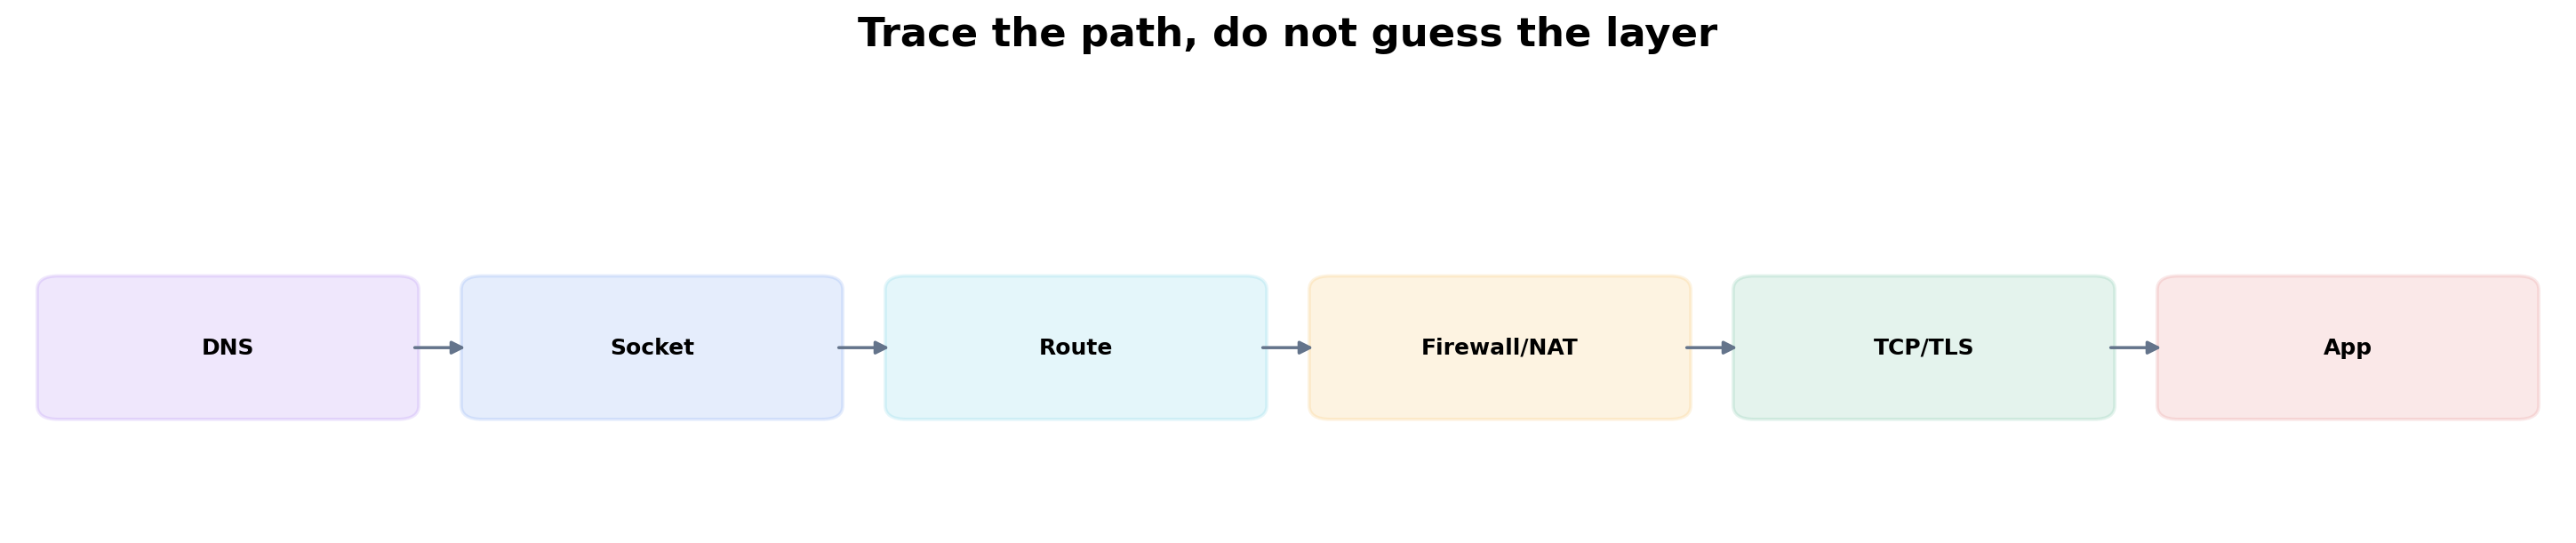 Trace the path, do not guess the layer
DNS
Socket
Route
Firewall/NAT
TCP/TLS
App